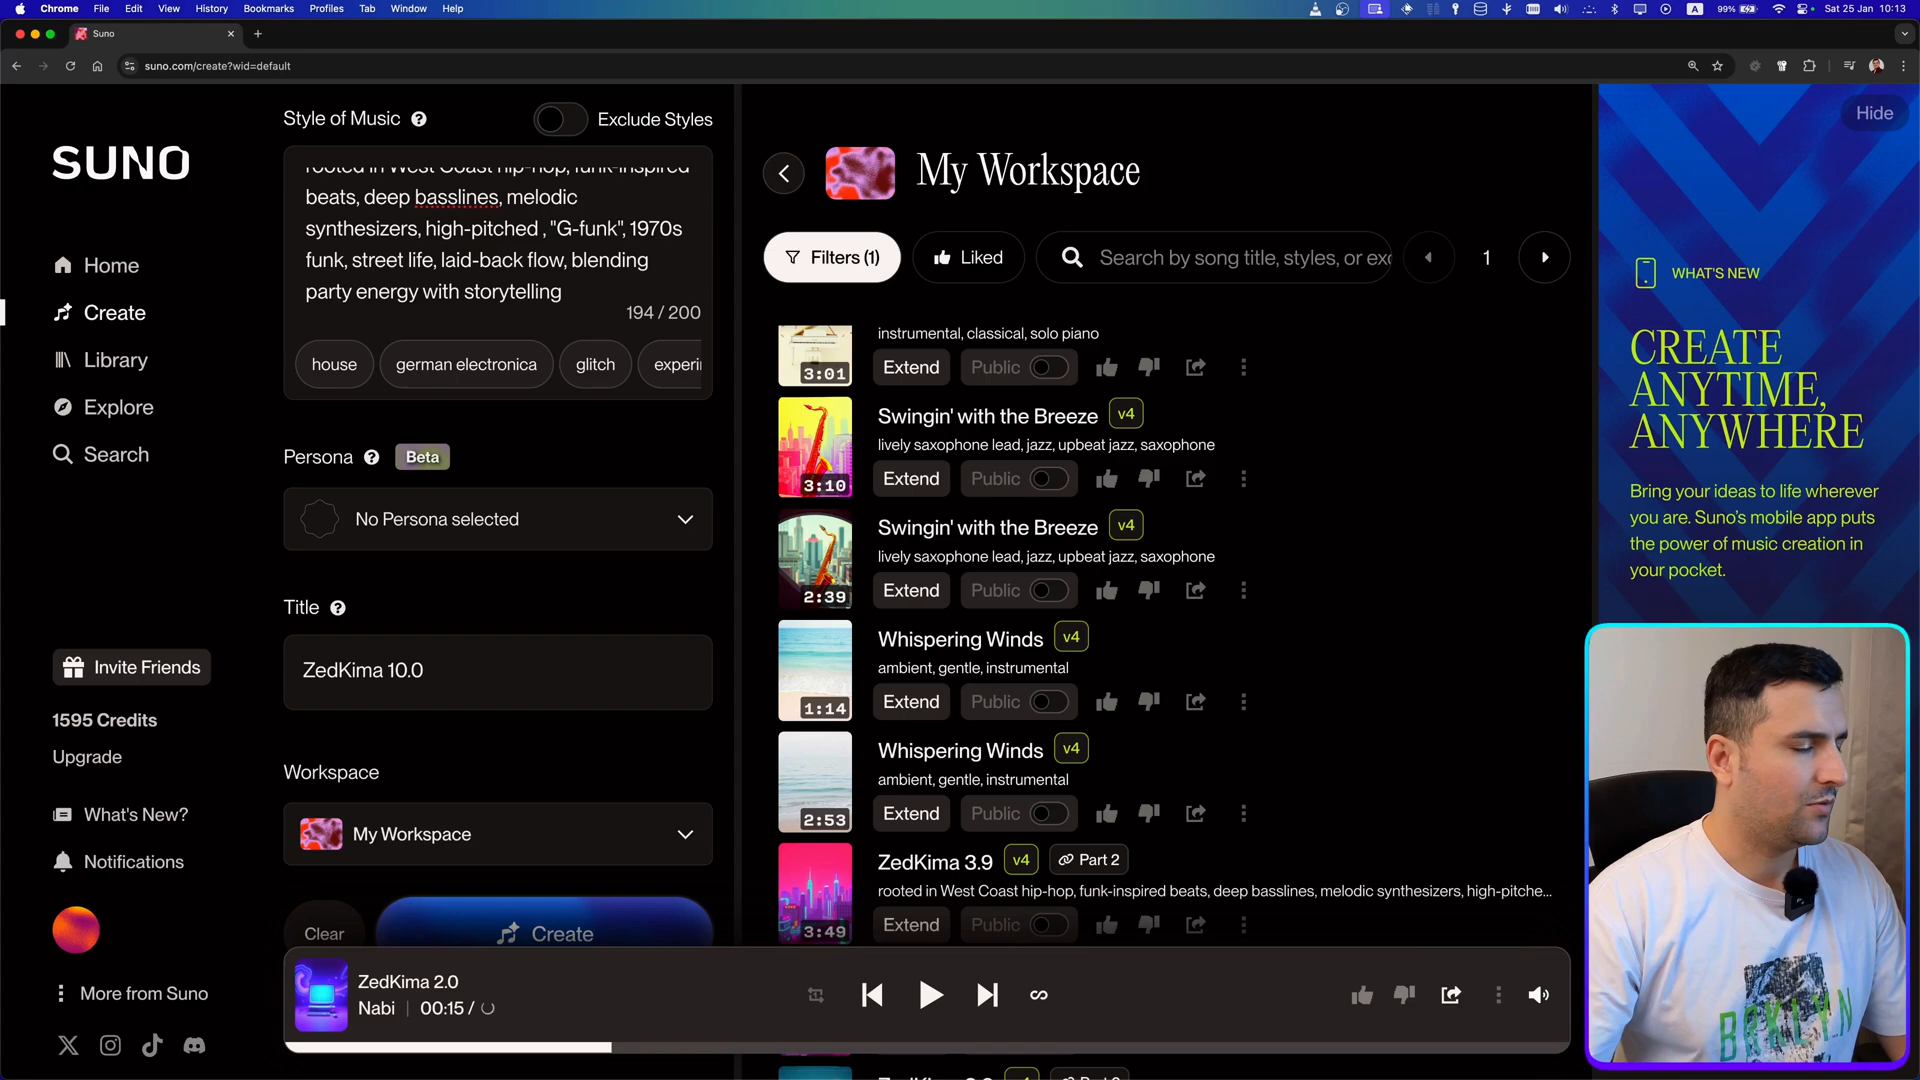 Chrome File Edit View History Bookmarks Profiles Tab Window Help
A 99% Sat 25 Jan 10:13
Suno
suno.com/create?wid=default
SUNO
Home
Create
Library
Explore
Search
Invite Friends
1595 Credits
Upgrade
What's New?
Notifications
More from Suno
Style of Music ? Exclude Styles
rooted in West Coast hip-hop, funk-inspired
beats, deep basslines, melodic
synthesizers, high-pitched , "G-funk", 1970s
funk, street life, laid-back flow, blending
party energy with storytelling
194 / 200
house german electronica glitch experi
Persona ? Beta
No Persona selected
Title ?
ZedKima 10.0
Workspace
My Workspace
Clear Create
My Workspace
Filters (1) Liked Search by song title, styles, or exc 1
instrumental, classical, solo piano
3:01 Extend Public
Swingin' with the Breeze v4
lively saxophone lead, jazz, upbeat jazz, saxophone
3:10 Extend Public
Swingin' with the Breeze v4
lively saxophone lead, jazz, upbeat jazz, saxophone
2:39 Extend Public
Whispering Winds v4
ambient, gentle, instrumental
1:14 Extend Public
Whispering Winds v4
ambient, gentle, instrumental
2:53 Extend Public
ZedKima 3.9 v4 Part 2
rooted in West Coast hip-hop, funk-inspired beats, deep basslines, melodic synthesizers, high-pitche...
3:49 Extend Public
ZedKima 2.0
Nabi 00:15 /
Hide
WHAT'S NEW
CREATE
ANYTIME,
ANYWHERE
Bring your ideas to life wherever
you are. Suno's mobile app puts
the power of music creation in
your pocket.
BRKLYN